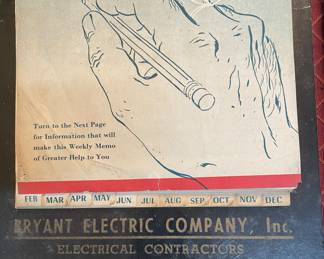 Turn to the Next Page
for Information that will
make this Weekly Memo
of Greater Help to You
FEB MAR APR MAY JUN JUL AUG SEP OCT NOV DEC
BRYANT ELECTRIC COMPANY, Inc.
ELECTRICAL CONTRACTORS